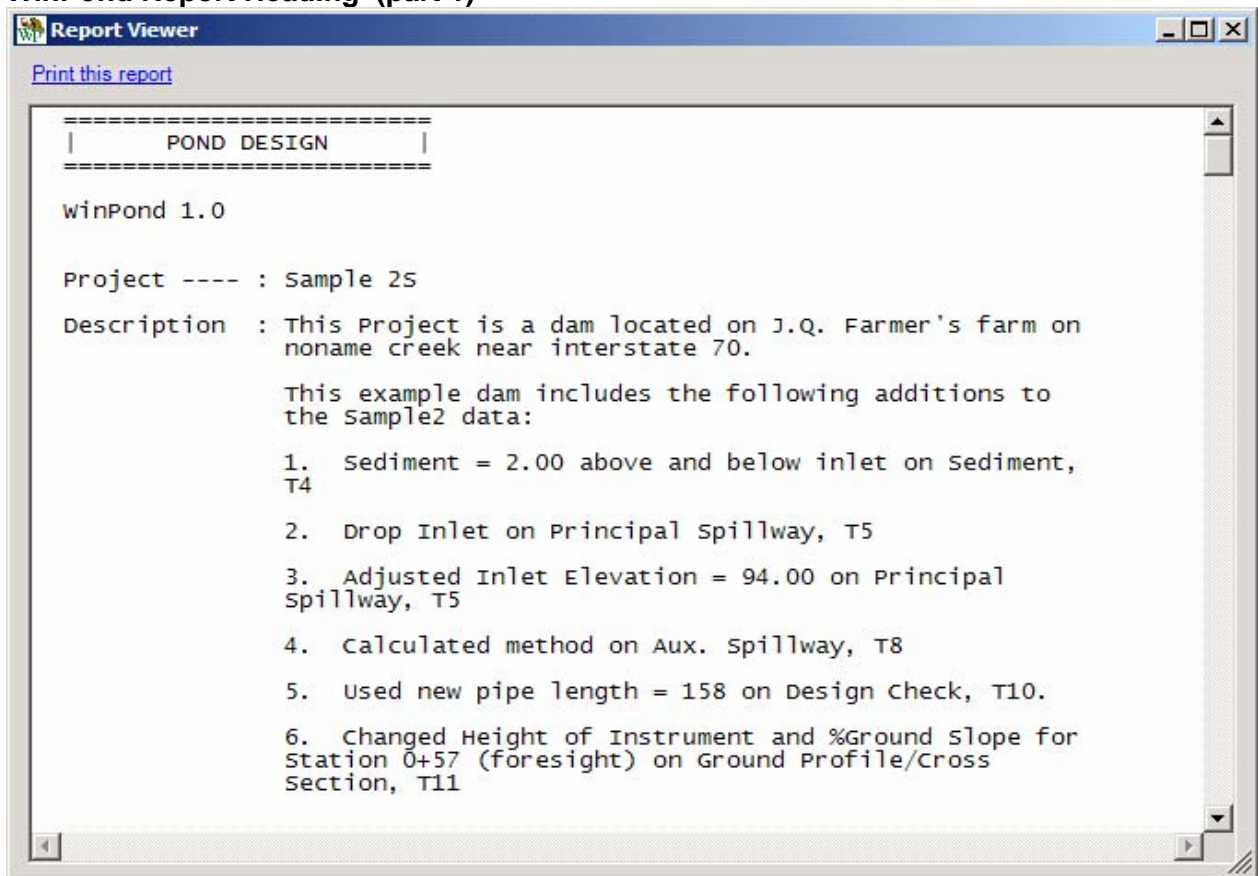 Report Viewer
Print this report
==========================
| POND DESIGN |
==========================
WinPond 1.0
Project ---- : Sample 2S
Description : This Project is a dam located on J.Q. Farmer's farm on
noname creek near interstate 70.
This example dam includes the following additions to
the Sample2 data:
1. Sediment = 2.00 above and below inlet on Sediment,
T4
2. Drop Inlet on Principal Spillway, T5
3. Adjusted Inlet Elevation = 94.00 on Principal
Spillway, T5
4. Calculated method on Aux. Spillway, T8
5. Used new pipe length = 158 on Design Check, T10.
6. Changed Height of Instrument and %Ground Slope for
Station 0+57 (foresight) on Ground Profile/Cross
Section, T11